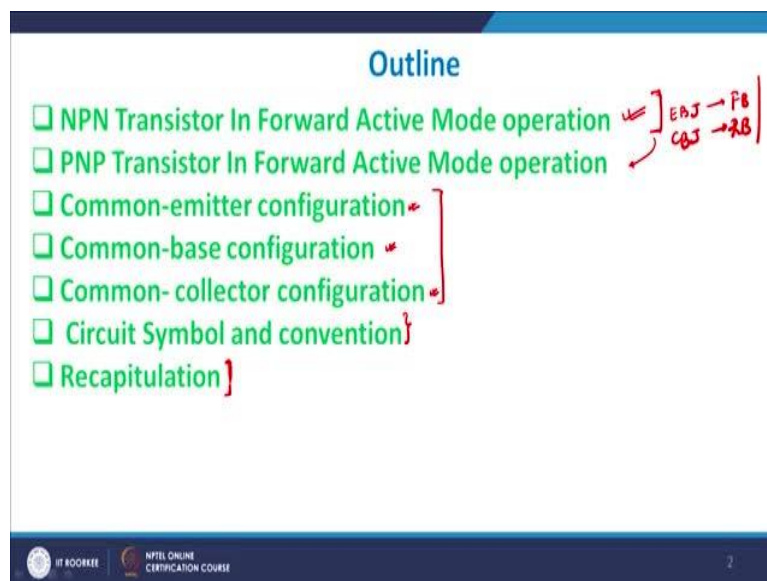 Outline
NPN Transistor In Forward Active Mode operation
EBJ → FB
CBJ → RB
PNP Transistor In Forward Active Mode operation
Common-emitter configuration
Common-base configuration
Common- collector configuration
Circuit Symbol and convention
Recapitulation
IIT ROORKEE
NPTEL ONLINE
CERTIFICATION COURSE
2